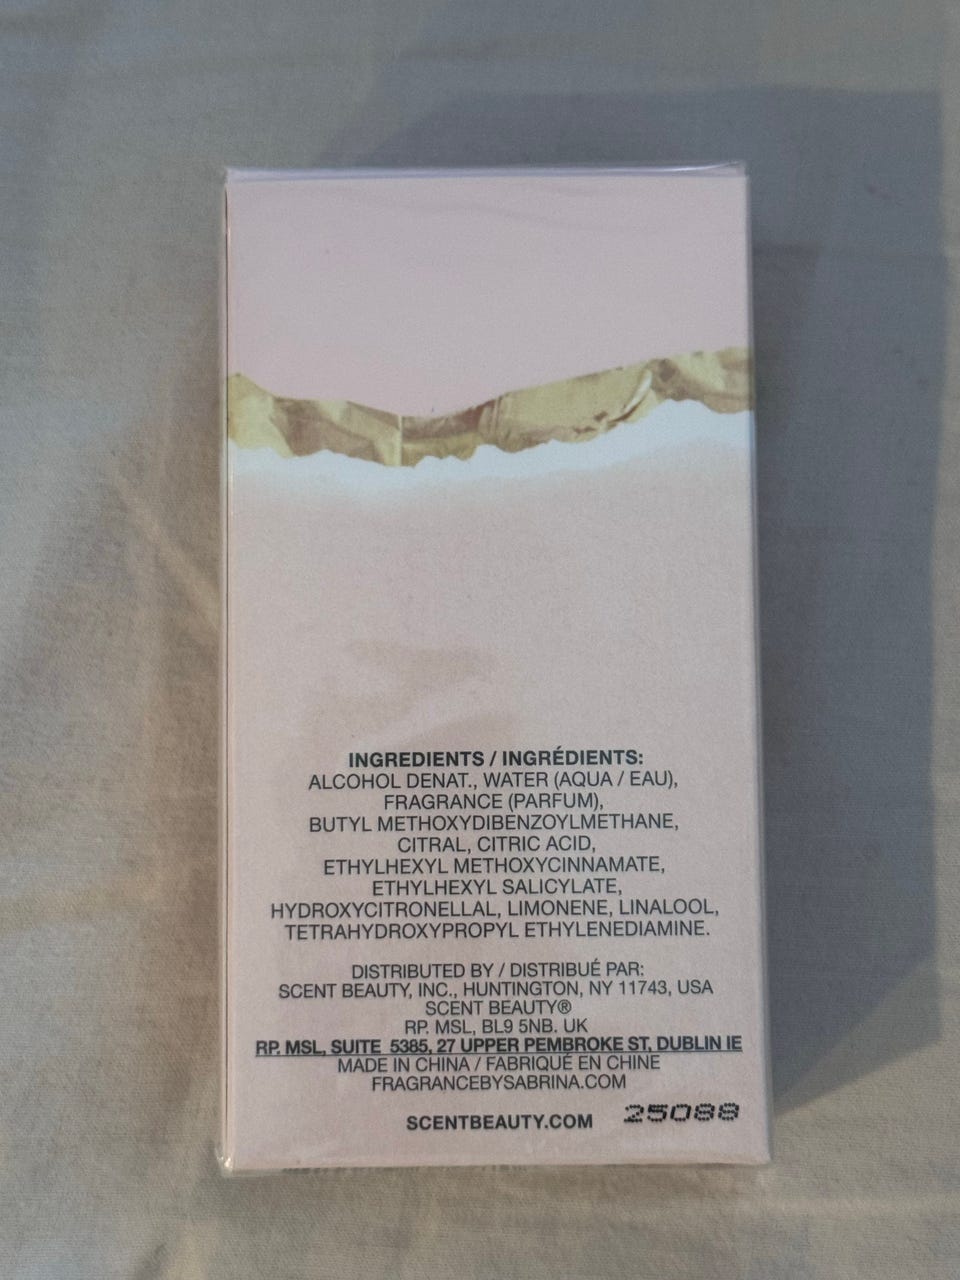 INGREDIENTS / INGRÉDIENTS:
ALCOHOL DENAT., WATER (AQUA / EAU),
FRAGRANCE (PARFUM),
BUTYL METHOXYDIBENZOYLMETHANE,
CITRAL, CITRIC ACID,
ETHYLHEXYL METHOXYCINNAMATE,
ETHYLHEXYL SALICYLATE,
HYDROXYCITRONELLAL, LIMONENE, LINALOOL,
TETRAHYDROXYPROPYL ETHYLENEDIAMINE.
DISTRIBUTED BY / DISTRIBUÉ PAR:
SCENT BEAUTY, INC., HUNTINGTON, NY 11743, USA
SCENT BEAUTY®
RP. MSL, BL9 5NB. UK
RP. MSL, SUITE 5385, 27 UPPER PEMBROKE ST, DUBLIN IE
MADE IN CHINA / FABRIQUÉ EN CHINE
FRAGRANCEBYSABRINA.COM
SCENTBEAUTY.COM 25088